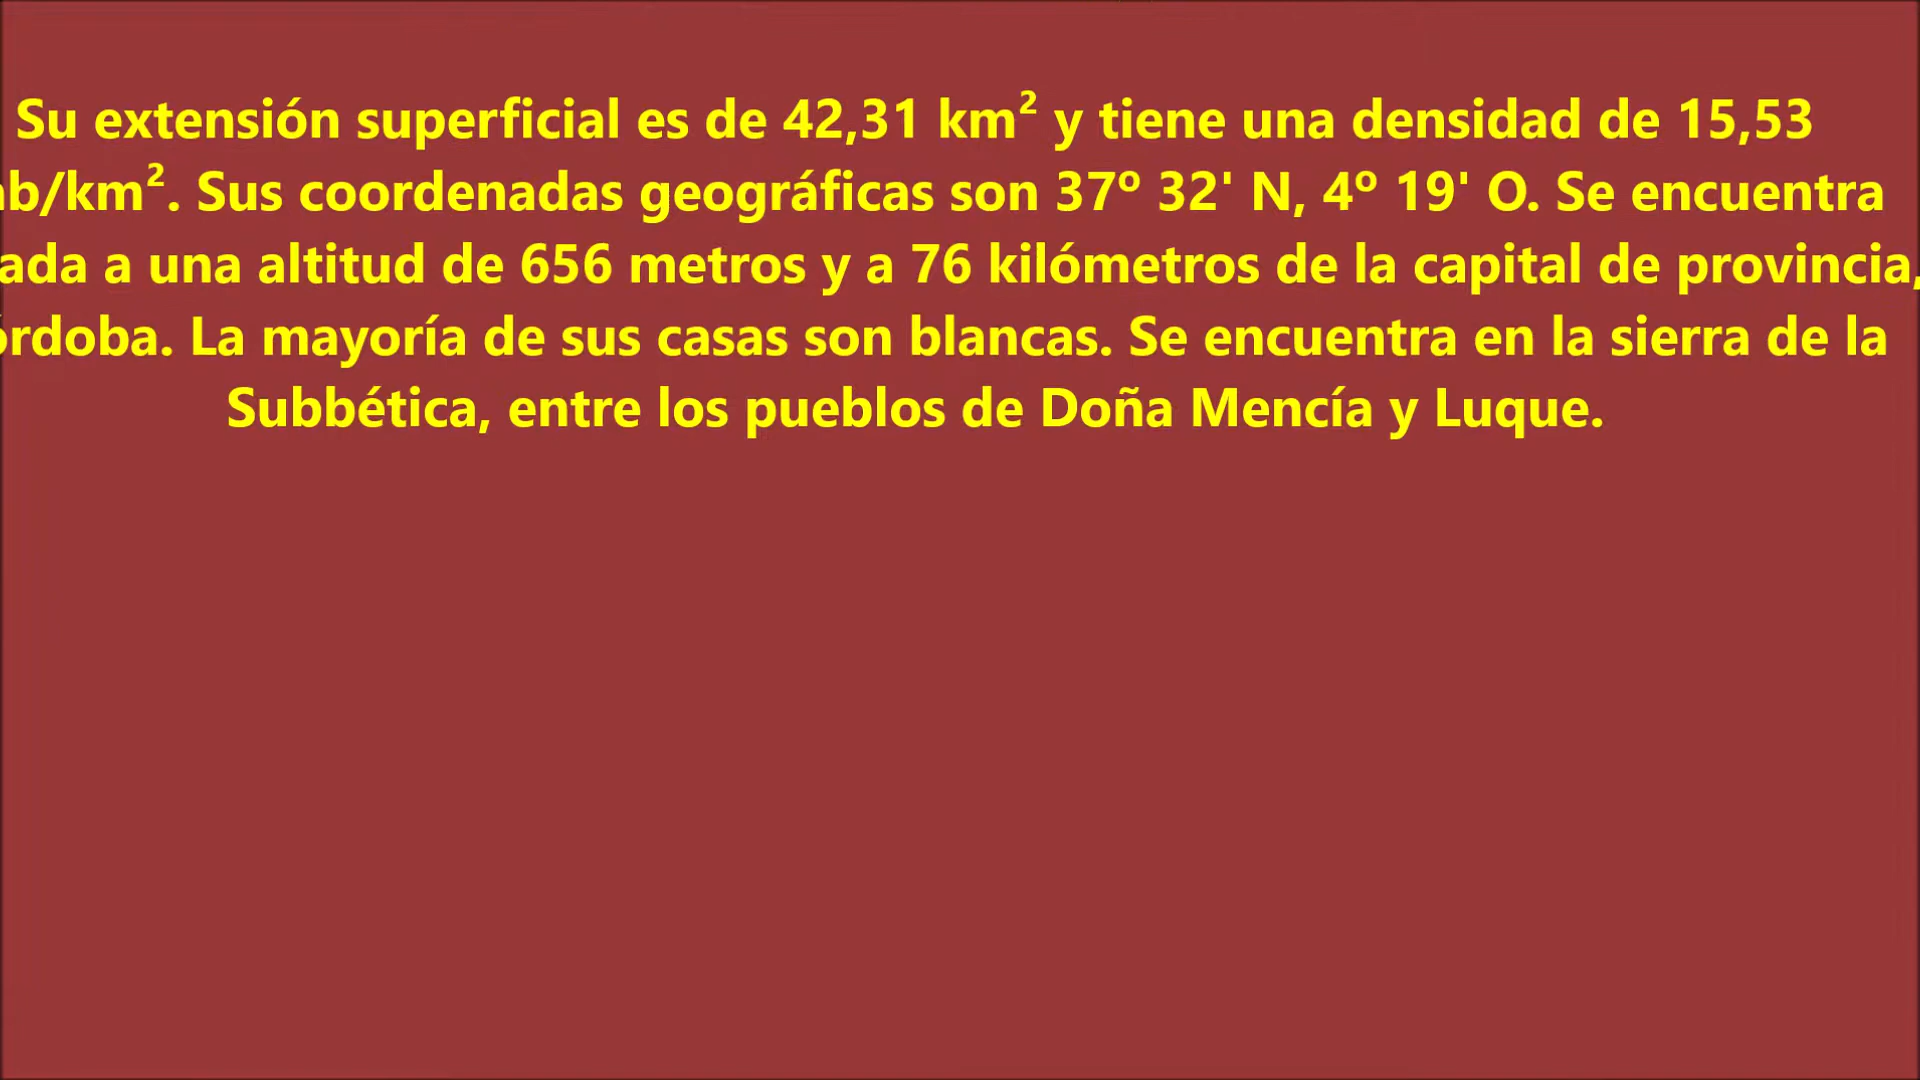 Su extensión superficial es de 42,31 km² y tiene una densidad de 15,53
ab/km². Sus coordenadas geográficas son 37º 32' N, 4º 19' O. Se encuentra
ada a una altitud de 656 metros y a 76 kilómetros de la capital de provincia,
órdoba. La mayoría de sus casas son blancas. Se encuentra en la sierra de la
Subbética, entre los pueblos de Doña Mencía y Luque.